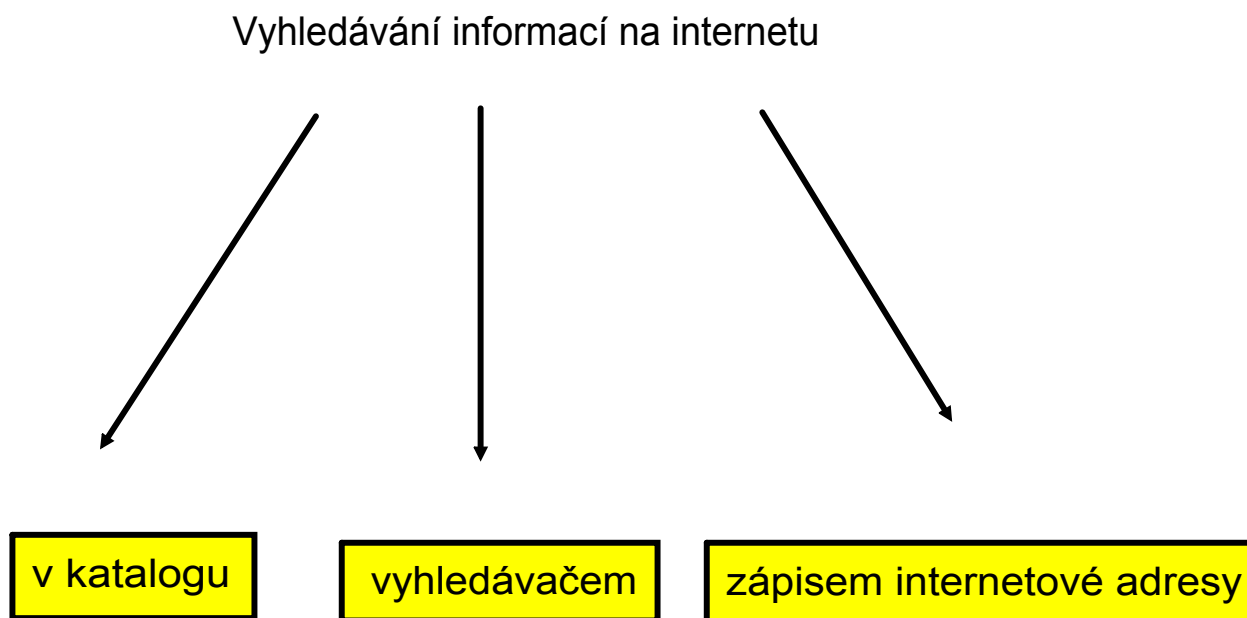 Vyhledávání informací na internetu
v katalogu
vyhledávačem
zápisem internetové adresy